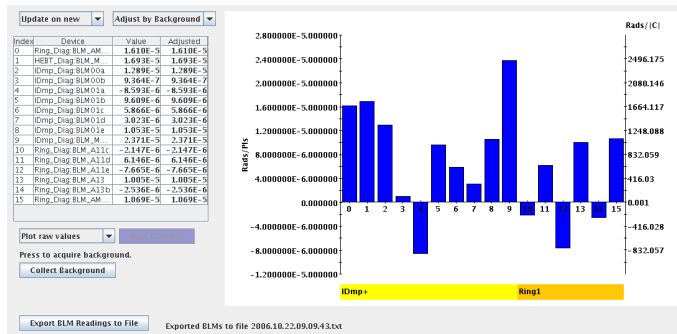 Update on new
Adjust by Background
Index Device Value Adjusted
0 Ring_Diag:BLM_AM... 1.610E-5 1.610E-5
1 HEBT_Diag:BLM_M... 1.693E-5 1.693E-5
2 IDmp_Diag:BLM00a 1.289E-5 1.289E-5
3 IDmp_Diag:BLM00b 9.364E-7 9.364E-7
4 IDmp_Diag:BLM01a -8.593E-6 -8.593E-6
5 IDmp_Diag:BLM01b 9.609E-6 9.609E-6
6 IDmp_Diag:BLM01c 5.866E-6 5.866E-6
7 IDmp_Diag:BLM01d 3.023E-6 3.023E-6
8 IDmp_Diag:BLM01e 1.053E-5 1.053E-5
9 IDmp_Diag:BLM_M... 2.371E-5 2.371E-5
10 Ring_Diag:BLM_A11c -2.147E-6 -2.147E-6
11 Ring_Diag:BLM_A11d 6.146E-6 6.146E-6
12 Ring_Diag:BLM_A11e -7.665E-6 -7.665E-6
13 Ring_Diag:BLM_A13 1.005E-5 1.005E-5
14 Ring_Diag:BLM_A13b -2.536E-6 -2.536E-6
15 Ring_Diag:BLM_AM... 1.069E-5 1.069E-5
Plot raw values
Press to acquire background.
Collect Background
Export BLM Readings to File
Exported BLMs to file 2006.10.22.09.09.43.txt
Rads/Pls
2.800000E-5.000000
2.400000E-5.000000
2.000000E-5.000000
1.600000E-5.000000
1.200000E-5.000000
8.000000E-6.000000
4.000000E-6.000000
0.000000
-4.000000E-6.000000
-8.000000E-6.000000
-1.200000E-5.000000
0 1 2 3 4 5 6 7 8 9 10 11 12 13 14 15
Rads/|C|
2496.175
2080.146
1664.117
1248.088
832.059
416.03
0.001
-416.028
-832.057
IDmp+
Ring1